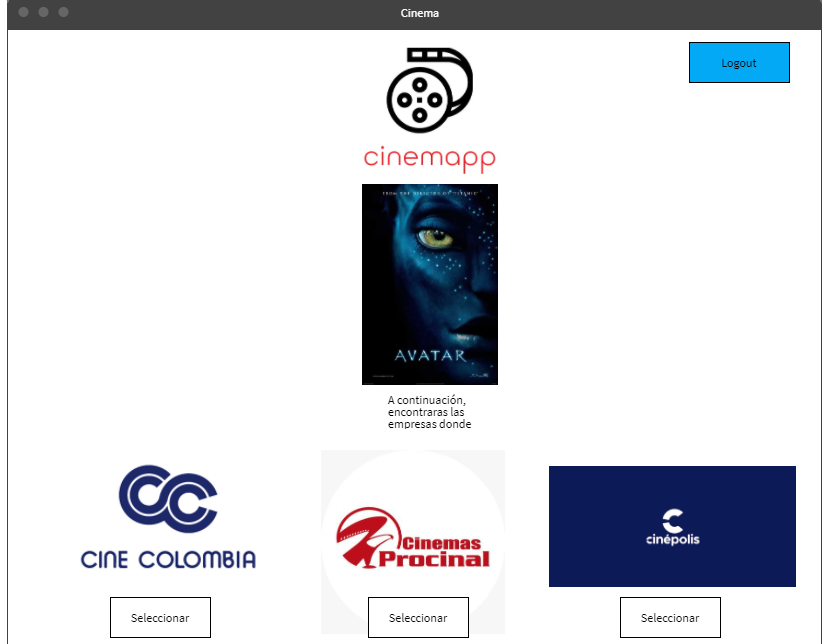 Cinema
Logout
cinemapp
FROM THE DIRECTOR OF "TITANIC"
AVATAR
A continuación,
encontraras las
empresas donde
CINE COLOMBIA
Cinemas
Procinal
cinépolis
Seleccionar
Seleccionar
Seleccionar